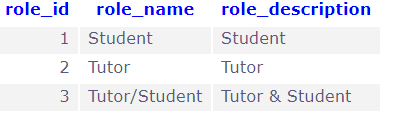 role_id role_name role_description
1 Student Student
2 Tutor Tutor
3 Tutor/Student Tutor & Student